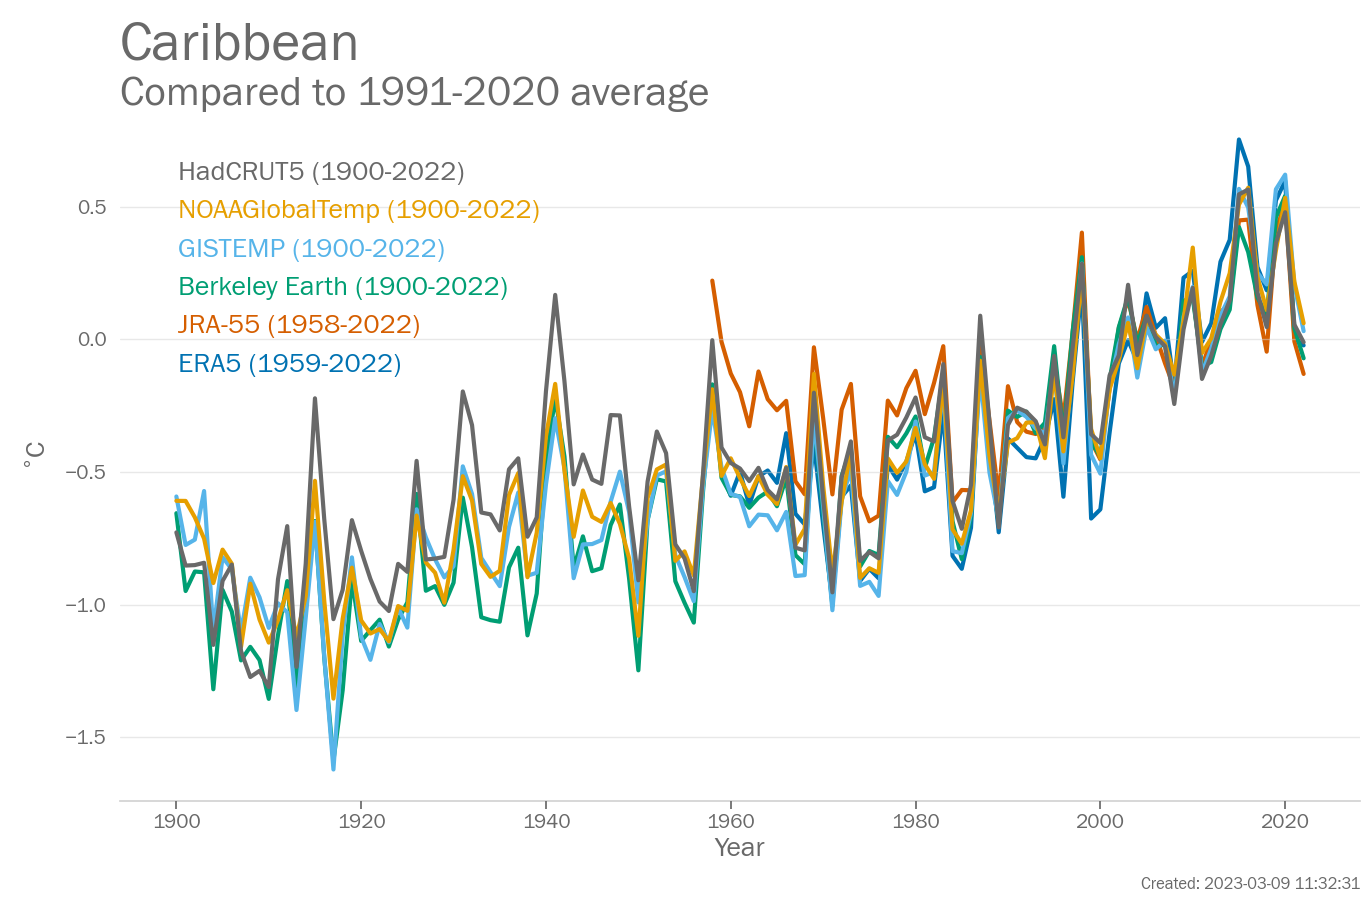 Caribbean
Compared to 1991-2020 average
HadCRUT5 (1900-2022)
NOAAGlobalTemp (1900-2022)
GISTEMP (1900-2022)
Berkeley Earth (1900-2022)
JRA-55 (1958-2022)
ERA5 (1959-2022)
0.5
0.0
−0.5
−1.0
−1.5
°C
1900 1920 1940 1960 1980 2000 2020
Year
Created: 2023-03-09 11:32:31